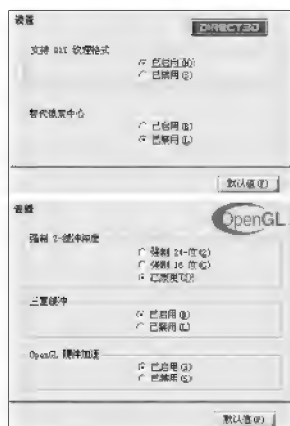 设置
DIRECT3D
支持 DXT 纹理格式
已启用(N)
已禁用(S)
替代像素中心
已启用(E)
已禁用(L)
默认值(D)
设置
OpenGL
强制 Z-缓冲深度
强制 24-位(2)
强制 16 位(C)
已禁用(D)
三重缓冲
已启用(B)
已禁用(L)
OpenGL 硬件加速
已启用(G)
已禁用(S)
默认值(D)